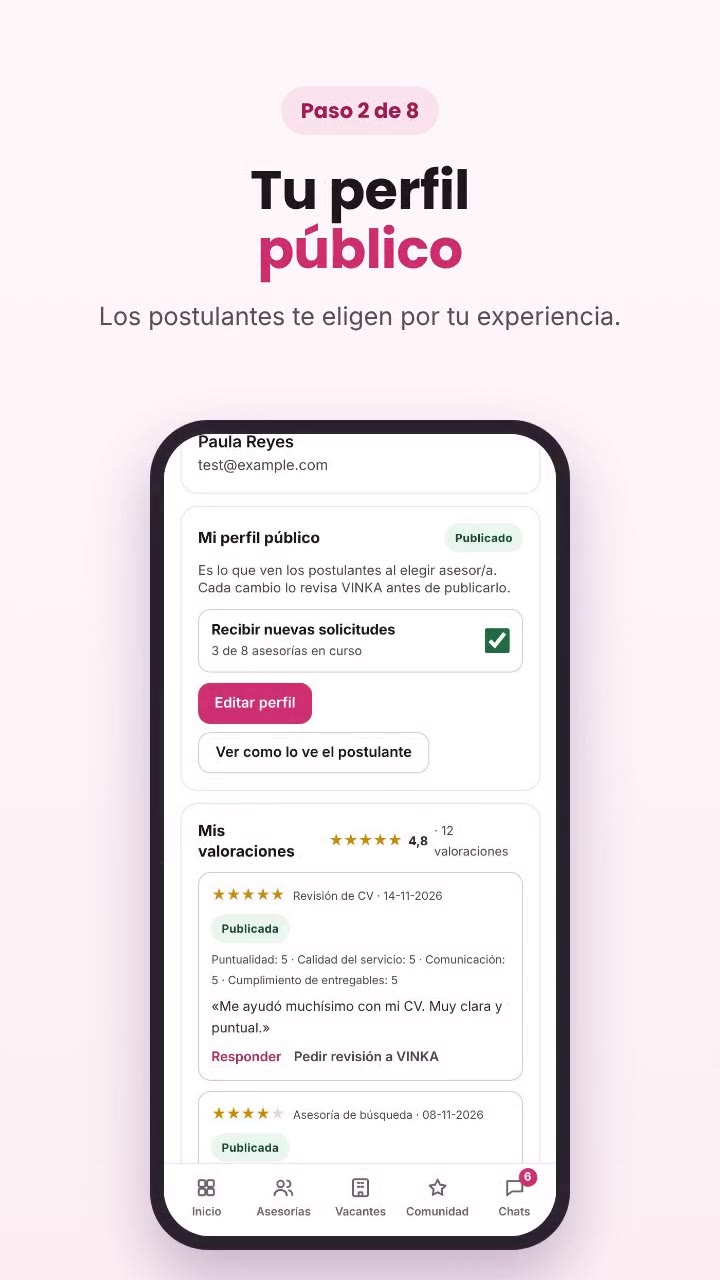 Paso 2 de 8
Tu perfil
público
Los postulantes te eligen por tu experiencia.
Paula Reyes
test@example.com
Mi perfil público
Publicado
Es lo que ven los postulantes al elegir asesor/a.
Cada cambio lo revisa VINKA antes de publicarlo.
Recibir nuevas solicitudes
3 de 8 asesorías en curso
Editar perfil
Ver como lo ve el postulante
Mis
valoraciones
★★★★★ 4,8
· 12
valoraciones
★★★★★ Revisión de CV · 14-11-2026
Publicada
Puntualidad: 5 · Calidad del servicio: 5 · Comunicación:
5 · Cumplimiento de entregables: 5
«Me ayudó muchísimo con mi CV. Muy clara y
puntual.»
Responder Pedir revisión a VINKA
★★★★★ Asesoría de búsqueda · 08-11-2026
Publicada
6
Inicio Asesorías Vacantes Comunidad Chats